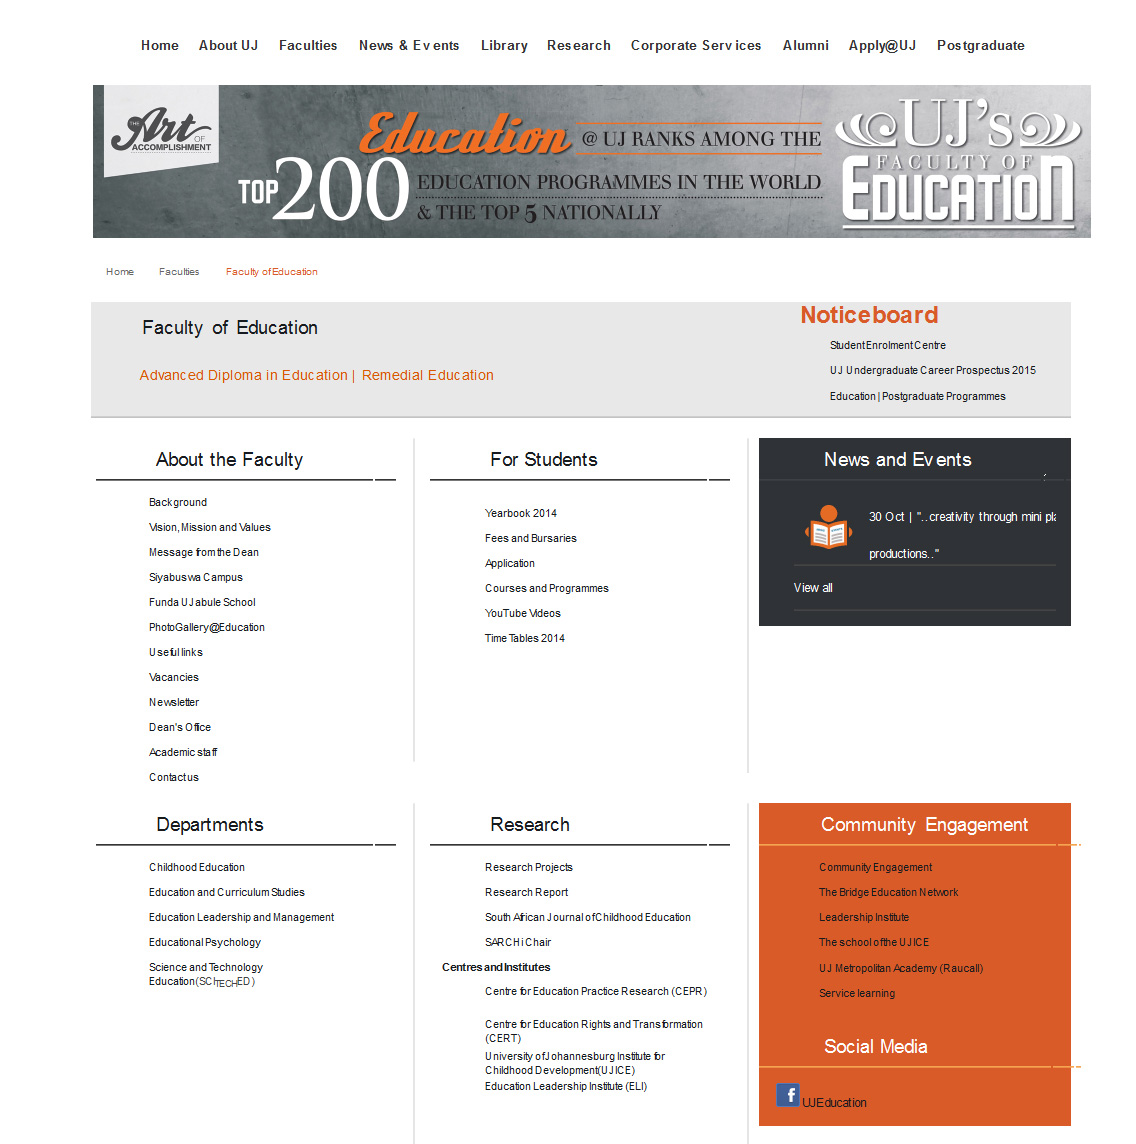 Home About UJ Faculties News & Events Library Research Corporate Services Alumni Apply@UJ Postgraduate
THE Art OF ACCOMPLISHMENT
Education @ UJ RANKS AMONG THE
TOP 200 EDUCATION PROGRAMMES IN THE WORLD
& THE TOP 5 NATIONALLY
UJ's
FACULTY OF
EDUCATION
Home Faculties Faculty of Education
Faculty of Education
Advanced Diploma in Education | Remedial Education
Noticeboard
Student Enrolment Centre
UJ Undergraduate Career Prospectus 2015
Education | Postgraduate Programmes
About the Faculty
Background
Vision, Mission and Values
Message from the Dean
Siyabuswa Campus
Funda UJabule School
PhotoGallery@Education
Useful links
Vacancies
Newsletter
Dean's Office
Academic staff
Contact us
For Students
Yearbook 2014
Fees and Bursaries
Application
Courses and Programmes
YouTube Videos
Time Tables 2014
News and Events
30 Oct | "..creativity through mini pla
productions.."
View all
Departments
Childhood Education
Education and Curriculum Studies
Education Leadership and Management
Educational Psychology
Science and Technology
Education(SCITECHED)
Research
Research Projects
Research Report
South African Journal of Childhood Education
SARCHi Chair
Centres and Institutes
Centre for Education Practice Research (CEPR)
Centre for Education Rights and Transformation
(CERT)
University of Johannesburg Institute for
Childhood Development(UJICE)
Education Leadership Institute (ELI)
Community Engagement
Community Engagement
The Bridge Education Network
Leadership Institute
The school of the UJICE
UJ Metropolitan Academy (Raucall)
Service learning
Social Media
f UJEducation